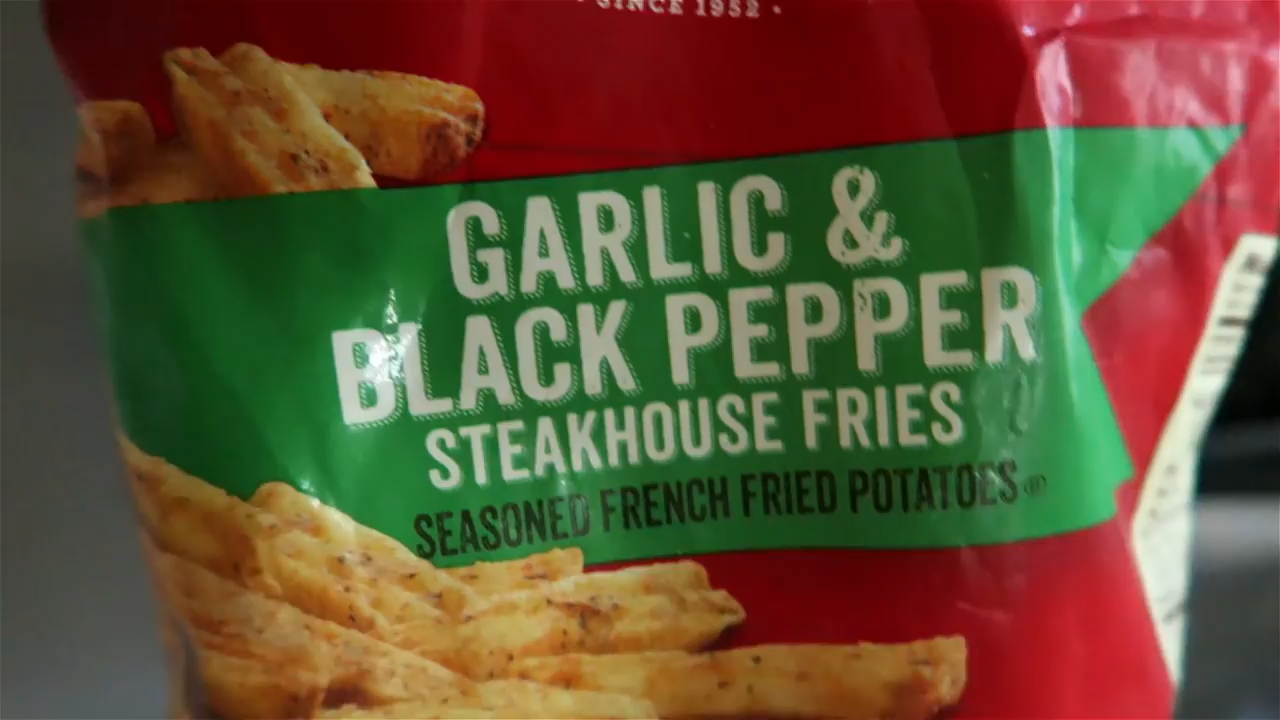 · SINCE 1952 ·
GARLIC &
BLACK PEPPER
STEAKHOUSE FRIES
SEASONED FRENCH FRIED POTATOES